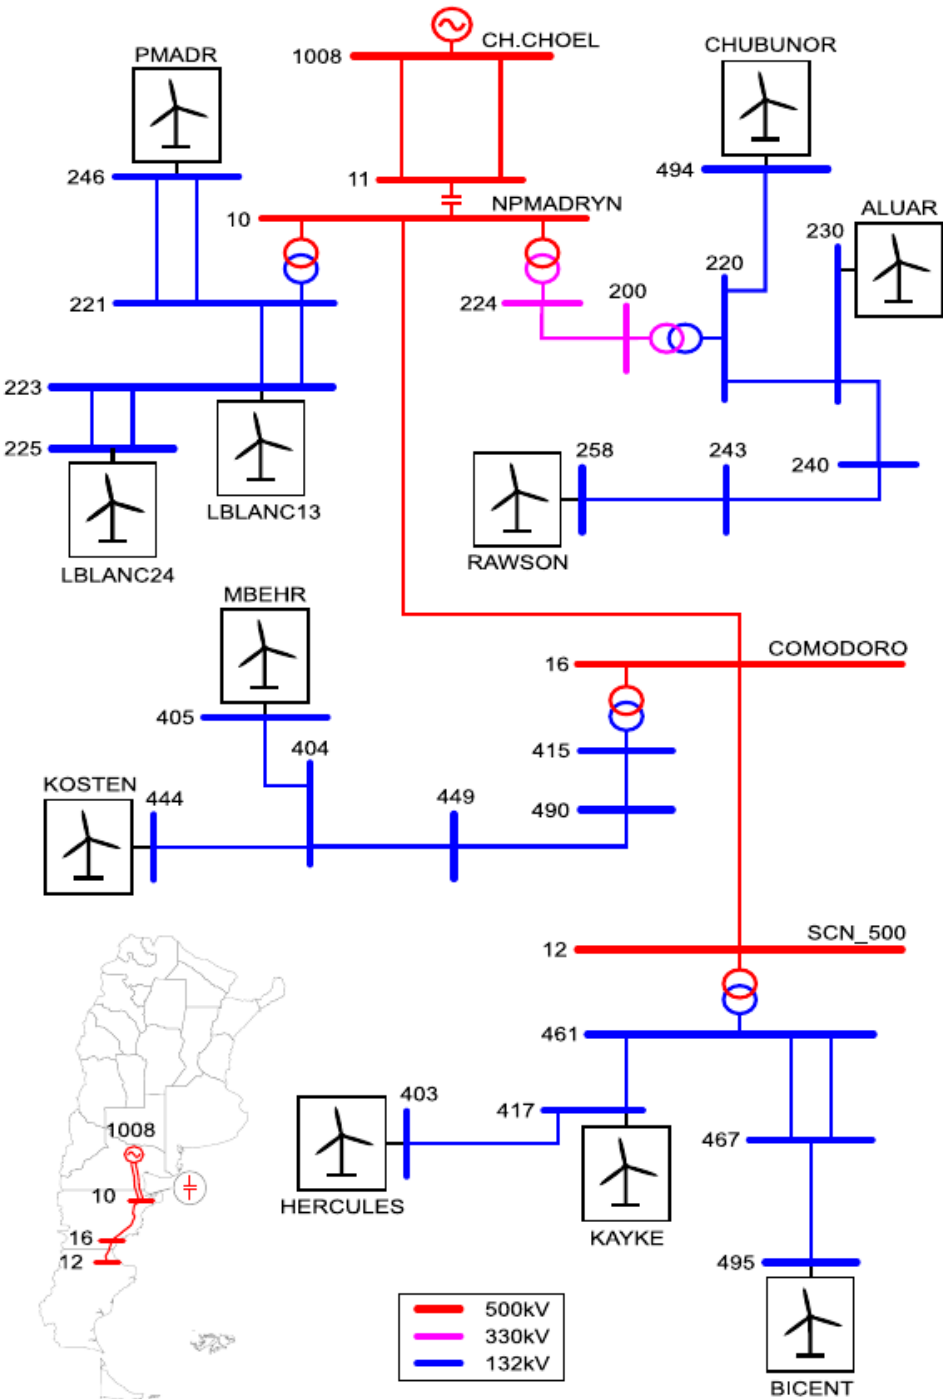 CH.CHOEL
1008
PMADR
CHUBUNOR
246
11
494
NPMADRYN
10
ALUAR
230
220
200
224
221
223
225
LBLANC13
LBLANC24
258
243
240
RAWSON
MBEHR
COMODORO
16
405
404
415
KOSTEN
444
449
490
SCN_500
12
461
403
417
467
HERCULES
KAYKE
495
BICENT
1008
10
16
12
500kV
330kV
132kV